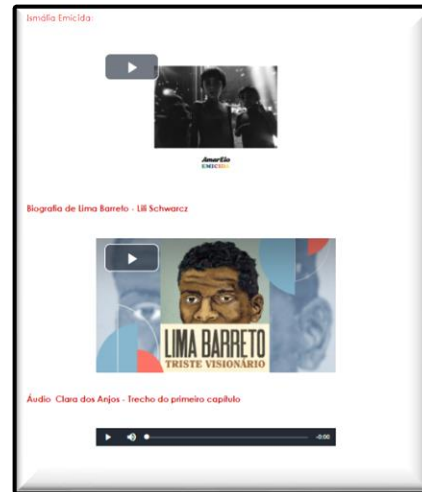 Ismália Emicida:
AmarElo
EMICIDA
Biografia de Lima Barreto - Lili Schwarcz
LIMA BARRETO
TRISTE VISIONÁRIO
Áudio Clara dos Anjos - Trecho do primeiro capítulo
-0:00